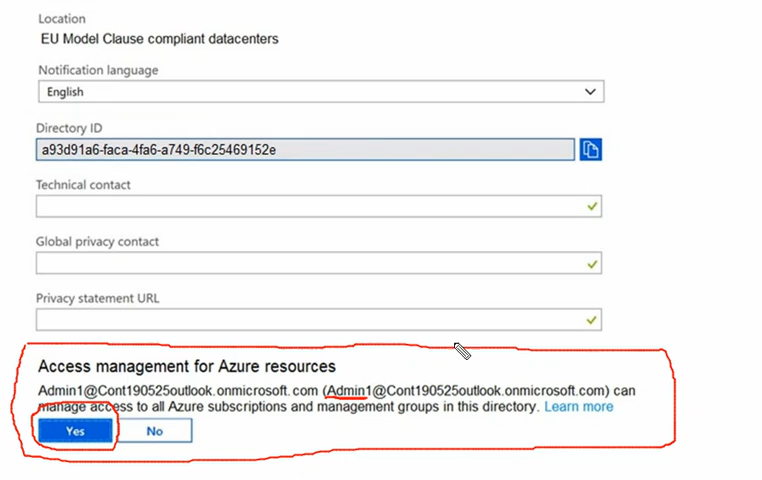 Location
EU Model Clause compliant datacenters
Notification language
English
Directory ID
a93d91a6-faca-4fa6-a749-f6c25469152e
Technical contact
Global privacy contact
Privacy statement URL
Access management for Azure resources
Admin1@Cont190525outlook.onmicrosoft.com (Admin1@Cont190525outlook.onmicrosoft.com) can
manage access to all Azure subscriptions and management groups in this directory. Learn more
Yes No